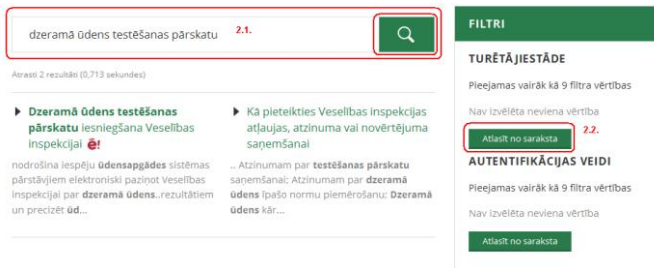 dzeramā ūdens testēšanas pārskatu
2.1.
Atrasti 2 rezultāti (0,713 sekundes)
Dzeramā ūdens testēšanas
pārskatu iesniegšana Veselības
inspekcijai ē!
nodrošina iespēju ūdensapgādes sistēmas
pārstāvjiem elektroniski paziņot Veselības
inspekcijai par dzeramā ūdens..rezultātiem
un precizēt ūd...
Kā pieteikties Veselības inspekcijas
atļaujas, atzinuma vai novērtējuma
saņemšanai
.. Atzinumam par testēšanas pārskatu
saņemšanai; Atzinumam par dzeramā
ūdens īpašo normu piemērošanu; Dzeramā
ūdens kār...
FILTRI
TURĒTĀJIESTĀDE
Pieejamas vairāk kā 9 filtra vērtības
Nav izvēlēta neviena vērtība
Atlasīt no saraksta
2.2.
AUTENTIFIKĀCIJAS VEIDI
Pieejamas vairāk kā 9 filtra vērtības
Nav izvēlēta neviena vērtība
Atlasīt no saraksta